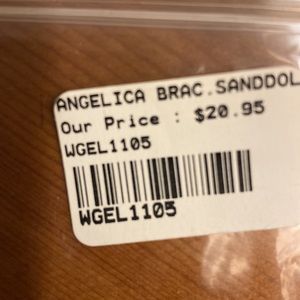 ANGELICA BRAC.SANDDOL
Our Price : $20.95
WGEL1105
WGEL1105